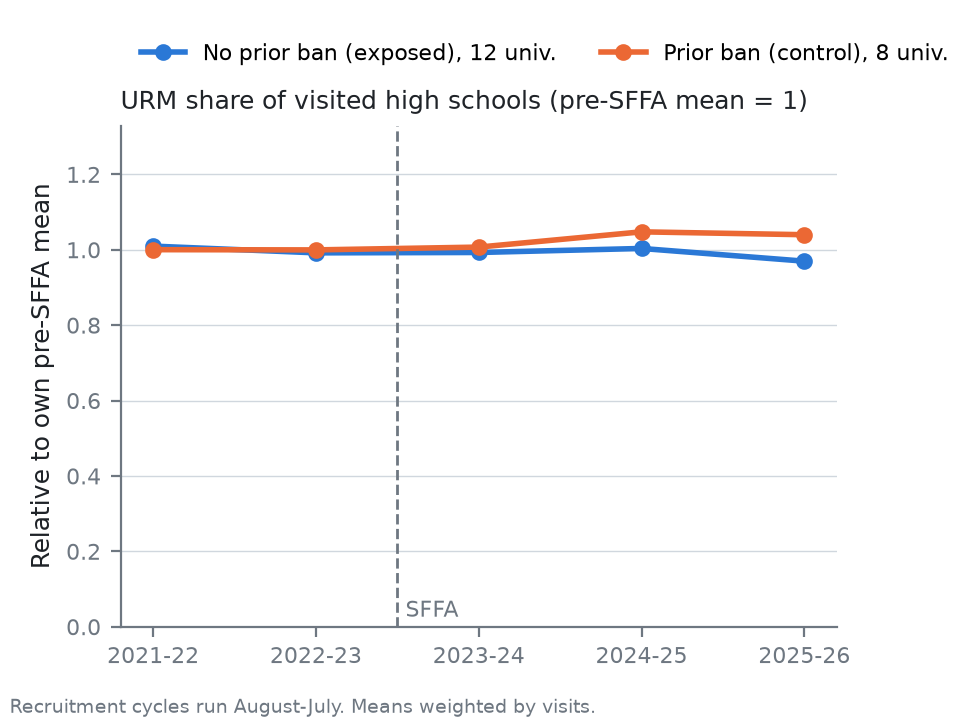 No prior ban (exposed), 12 univ.
Prior ban (control), 8 univ.
URM share of visited high schools (pre-SFFA mean = 1)
Relative to own pre-SFFA mean
1.2
1.0
0.8
0.6
0.4
0.2
0.0
SFFA
2021-22
2022-23
2023-24
2024-25
2025-26
Recruitment cycles run August-July. Means weighted by visits.